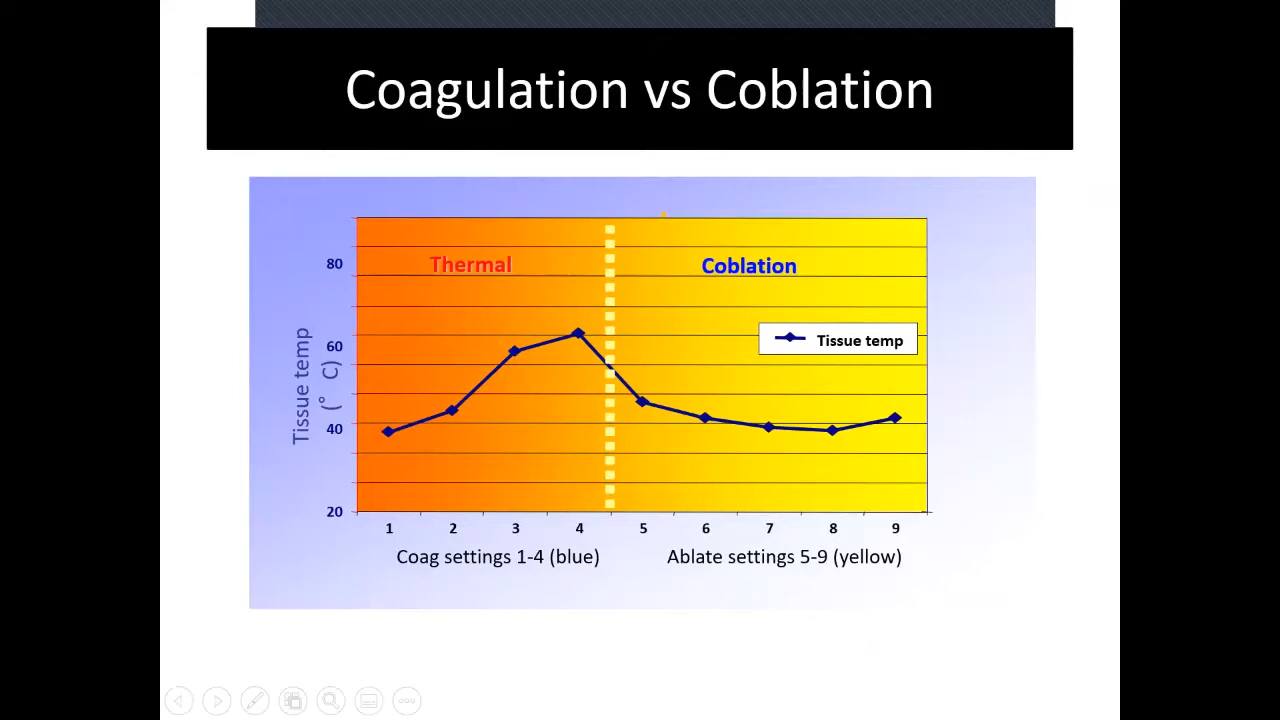 Coagulation vs Coblation
Thermal
Coblation
80
60
40
20
Tissue temp
(° C)
Tissue temp
1 2 3 4 5 6 7 8 9
Coag settings 1-4 (blue) Ablate settings 5-9 (yellow)